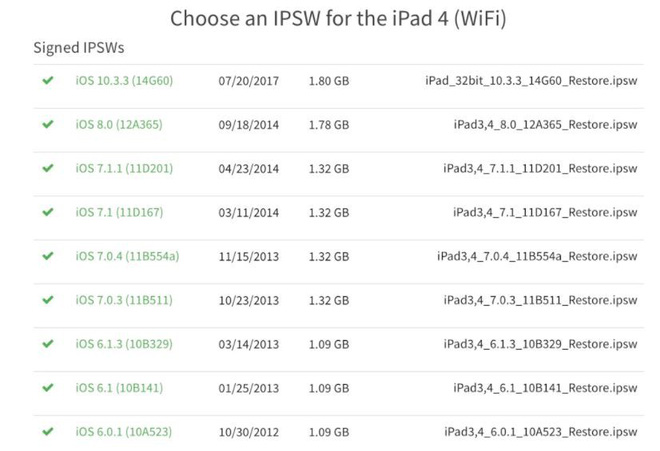 Choose an IPSW for the iPad 4 (WiFi)
Signed IPSWs
iOS 10.3.3 (14G60) 07/20/2017 1.80 GB iPad_32bit_10.3.3_14G60_Restore.ipsw
iOS 8.0 (12A365) 09/18/2014 1.78 GB iPad3,4_8.0_12A365_Restore.ipsw
iOS 7.1.1 (11D201) 04/23/2014 1.32 GB iPad3,4_7.1.1_11D201_Restore.ipsw
iOS 7.1 (11D167) 03/11/2014 1.32 GB iPad3,4_7.1_11D167_Restore.ipsw
iOS 7.0.4 (11B554a) 11/15/2013 1.32 GB iPad3,4_7.0.4_11B554a_Restore.ipsw
iOS 7.0.3 (11B511) 10/23/2013 1.32 GB iPad3,4_7.0.3_11B511_Restore.ipsw
iOS 6.1.3 (10B329) 03/14/2013 1.09 GB iPad3,4_6.1.3_10B329_Restore.ipsw
iOS 6.1 (10B141) 01/25/2013 1.09 GB iPad3,4_6.1_10B141_Restore.ipsw
iOS 6.0.1 (10A523) 10/30/2012 1.09 GB iPad3,4_6.0.1_10A523_Restore.ipsw